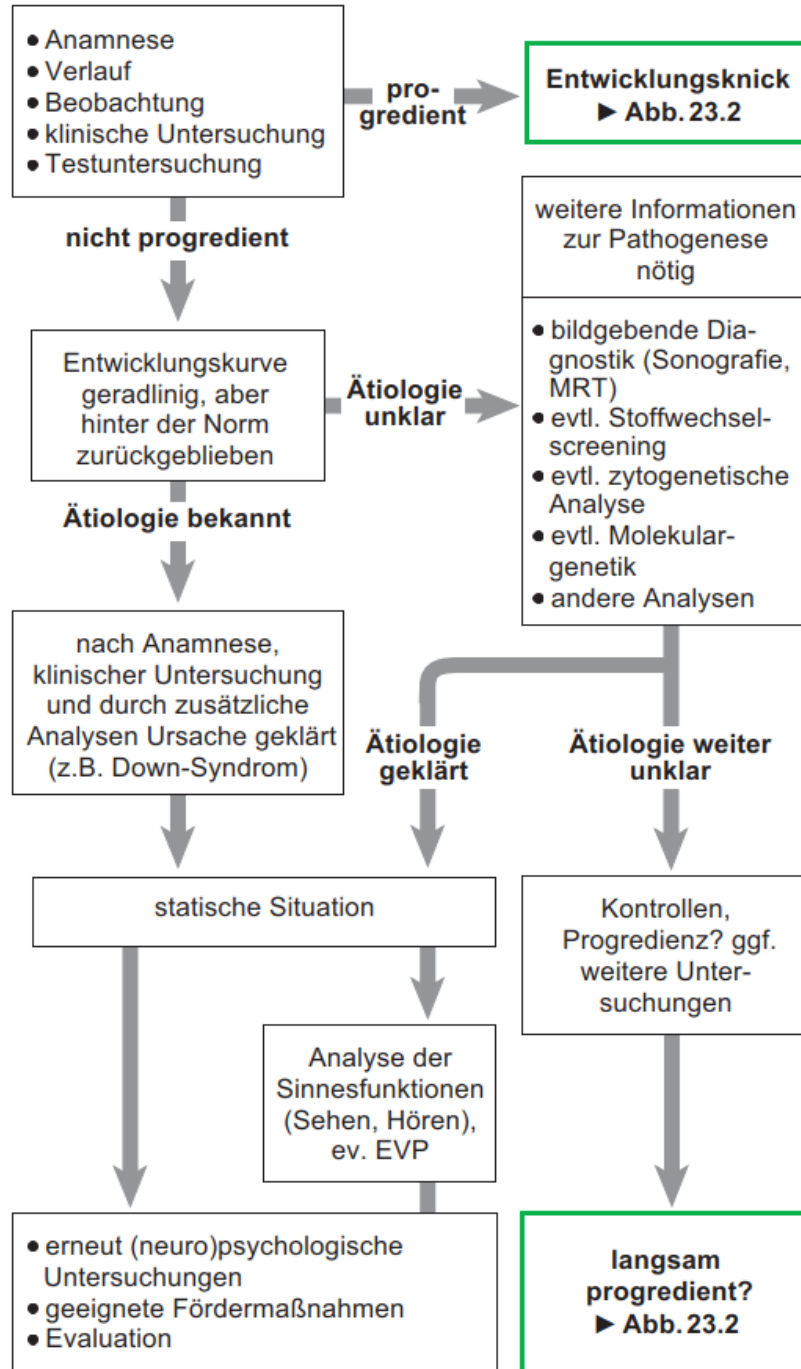 • Anamnese
• Verlauf
• Beobachtung
• klinische Untersuchung
• Testuntersuchung
pro-
gredient
Entwicklungsknick
► Abb. 23.2
nicht progredient
weitere Informationen
zur Pathogenese
nötig
• bildgebende Dia-
gnostik (Sonografie,
MRT)
• evtl. Stoffwechsel-
screening
• evtl. zytogenetische
Analyse
• evtl. Molekular-
genetik
• andere Analysen
Entwicklungskurve
geradlinig, aber
hinter der Norm
zurückgeblieben
Ätiologie
unklar
Ätiologie bekannt
nach Anamnese,
klinischer Untersuchung
und durch zusätzliche
Analysen Ursache geklärt
(z.B. Down-Syndrom)
Ätiologie
geklärt
Ätiologie weiter
unklar
statische Situation
Kontrollen,
Progredienz? ggf.
weitere Unter-
suchungen
Analyse der
Sinnesfunktionen
(Sehen, Hören),
ev. EVP
• erneut (neuro)psychologische
Untersuchungen
• geeignete Fördermaßnahmen
• Evaluation
langsam
progredient?
► Abb. 23.2